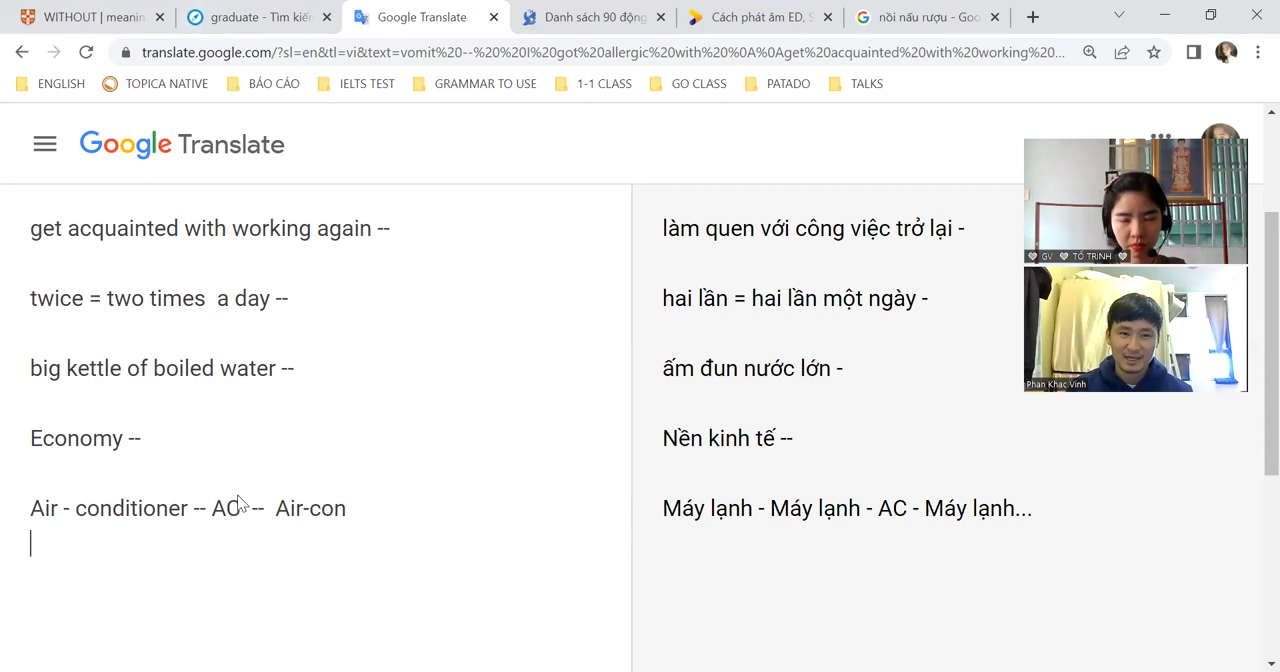 WITHOUT | meanin
graduate - Tìm kiến
Google Translate
Danh sách 90 động
Cách phát âm ED, S
nồi nấu rượu - Goo
translate.google.com/?sl=en&tl=vi&text=vomit%20--%20%20I%20got%20allergic%20with%20%0A%0Aget%20acquainted%20with%20working%20...
ENGLISH
TOPICA NATIVE
BÁO CÁO
IELTS TEST
GRAMMAR TO USE
1-1 CLASS
GO CLASS
PATADO
TALKS
Google Translate
get acquainted with working again --
làm quen với công việc trở lại -
GV TỐ TRINH
twice = two times a day --
hai lần = hai lần một ngày -
big kettle of boiled water --
ấm đun nước lớn -
Phan Khac Vinh
Economy --
Nền kinh tế --
Air - conditioner -- AC -- Air-con
Máy lạnh - Máy lạnh - AC - Máy lạnh...